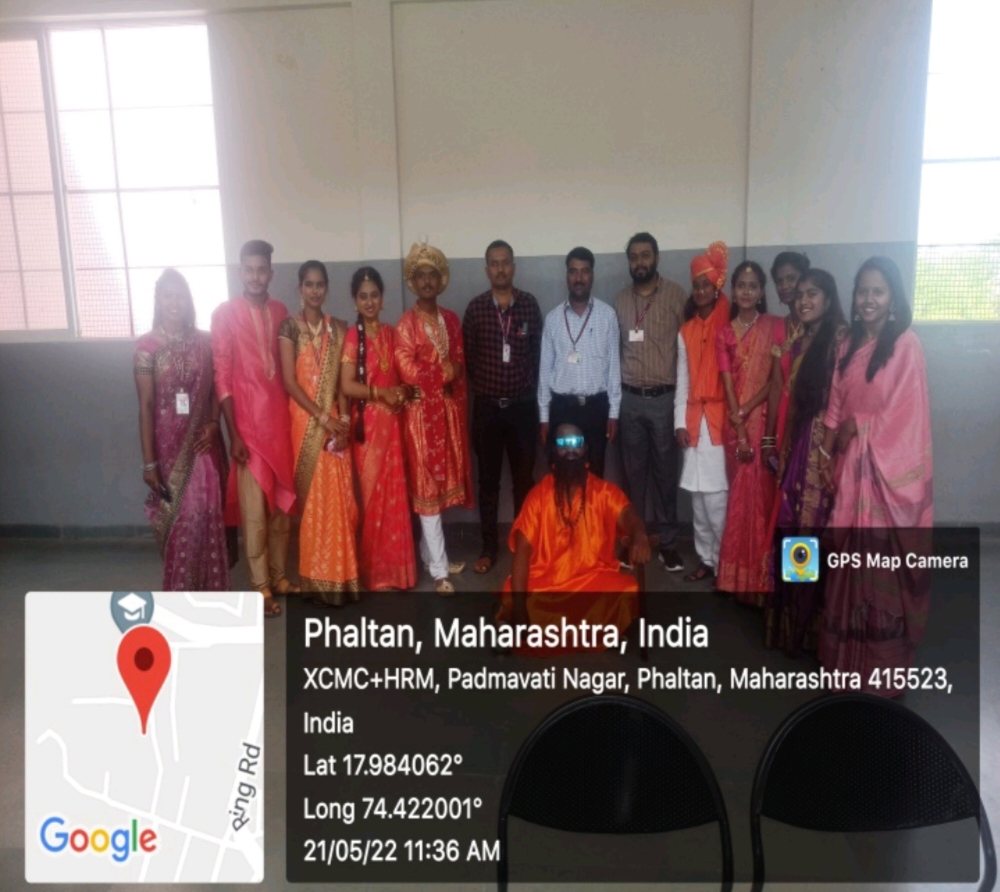 GPS Map Camera
Phaltan, Maharashtra, India
XCMC+HRM, Padmavati Nagar, Phaltan, Maharashtra 415523,
India
Lat 17.984062°
Long 74.422001°
21/05/22 11:36 AM
Ring Rd
Google